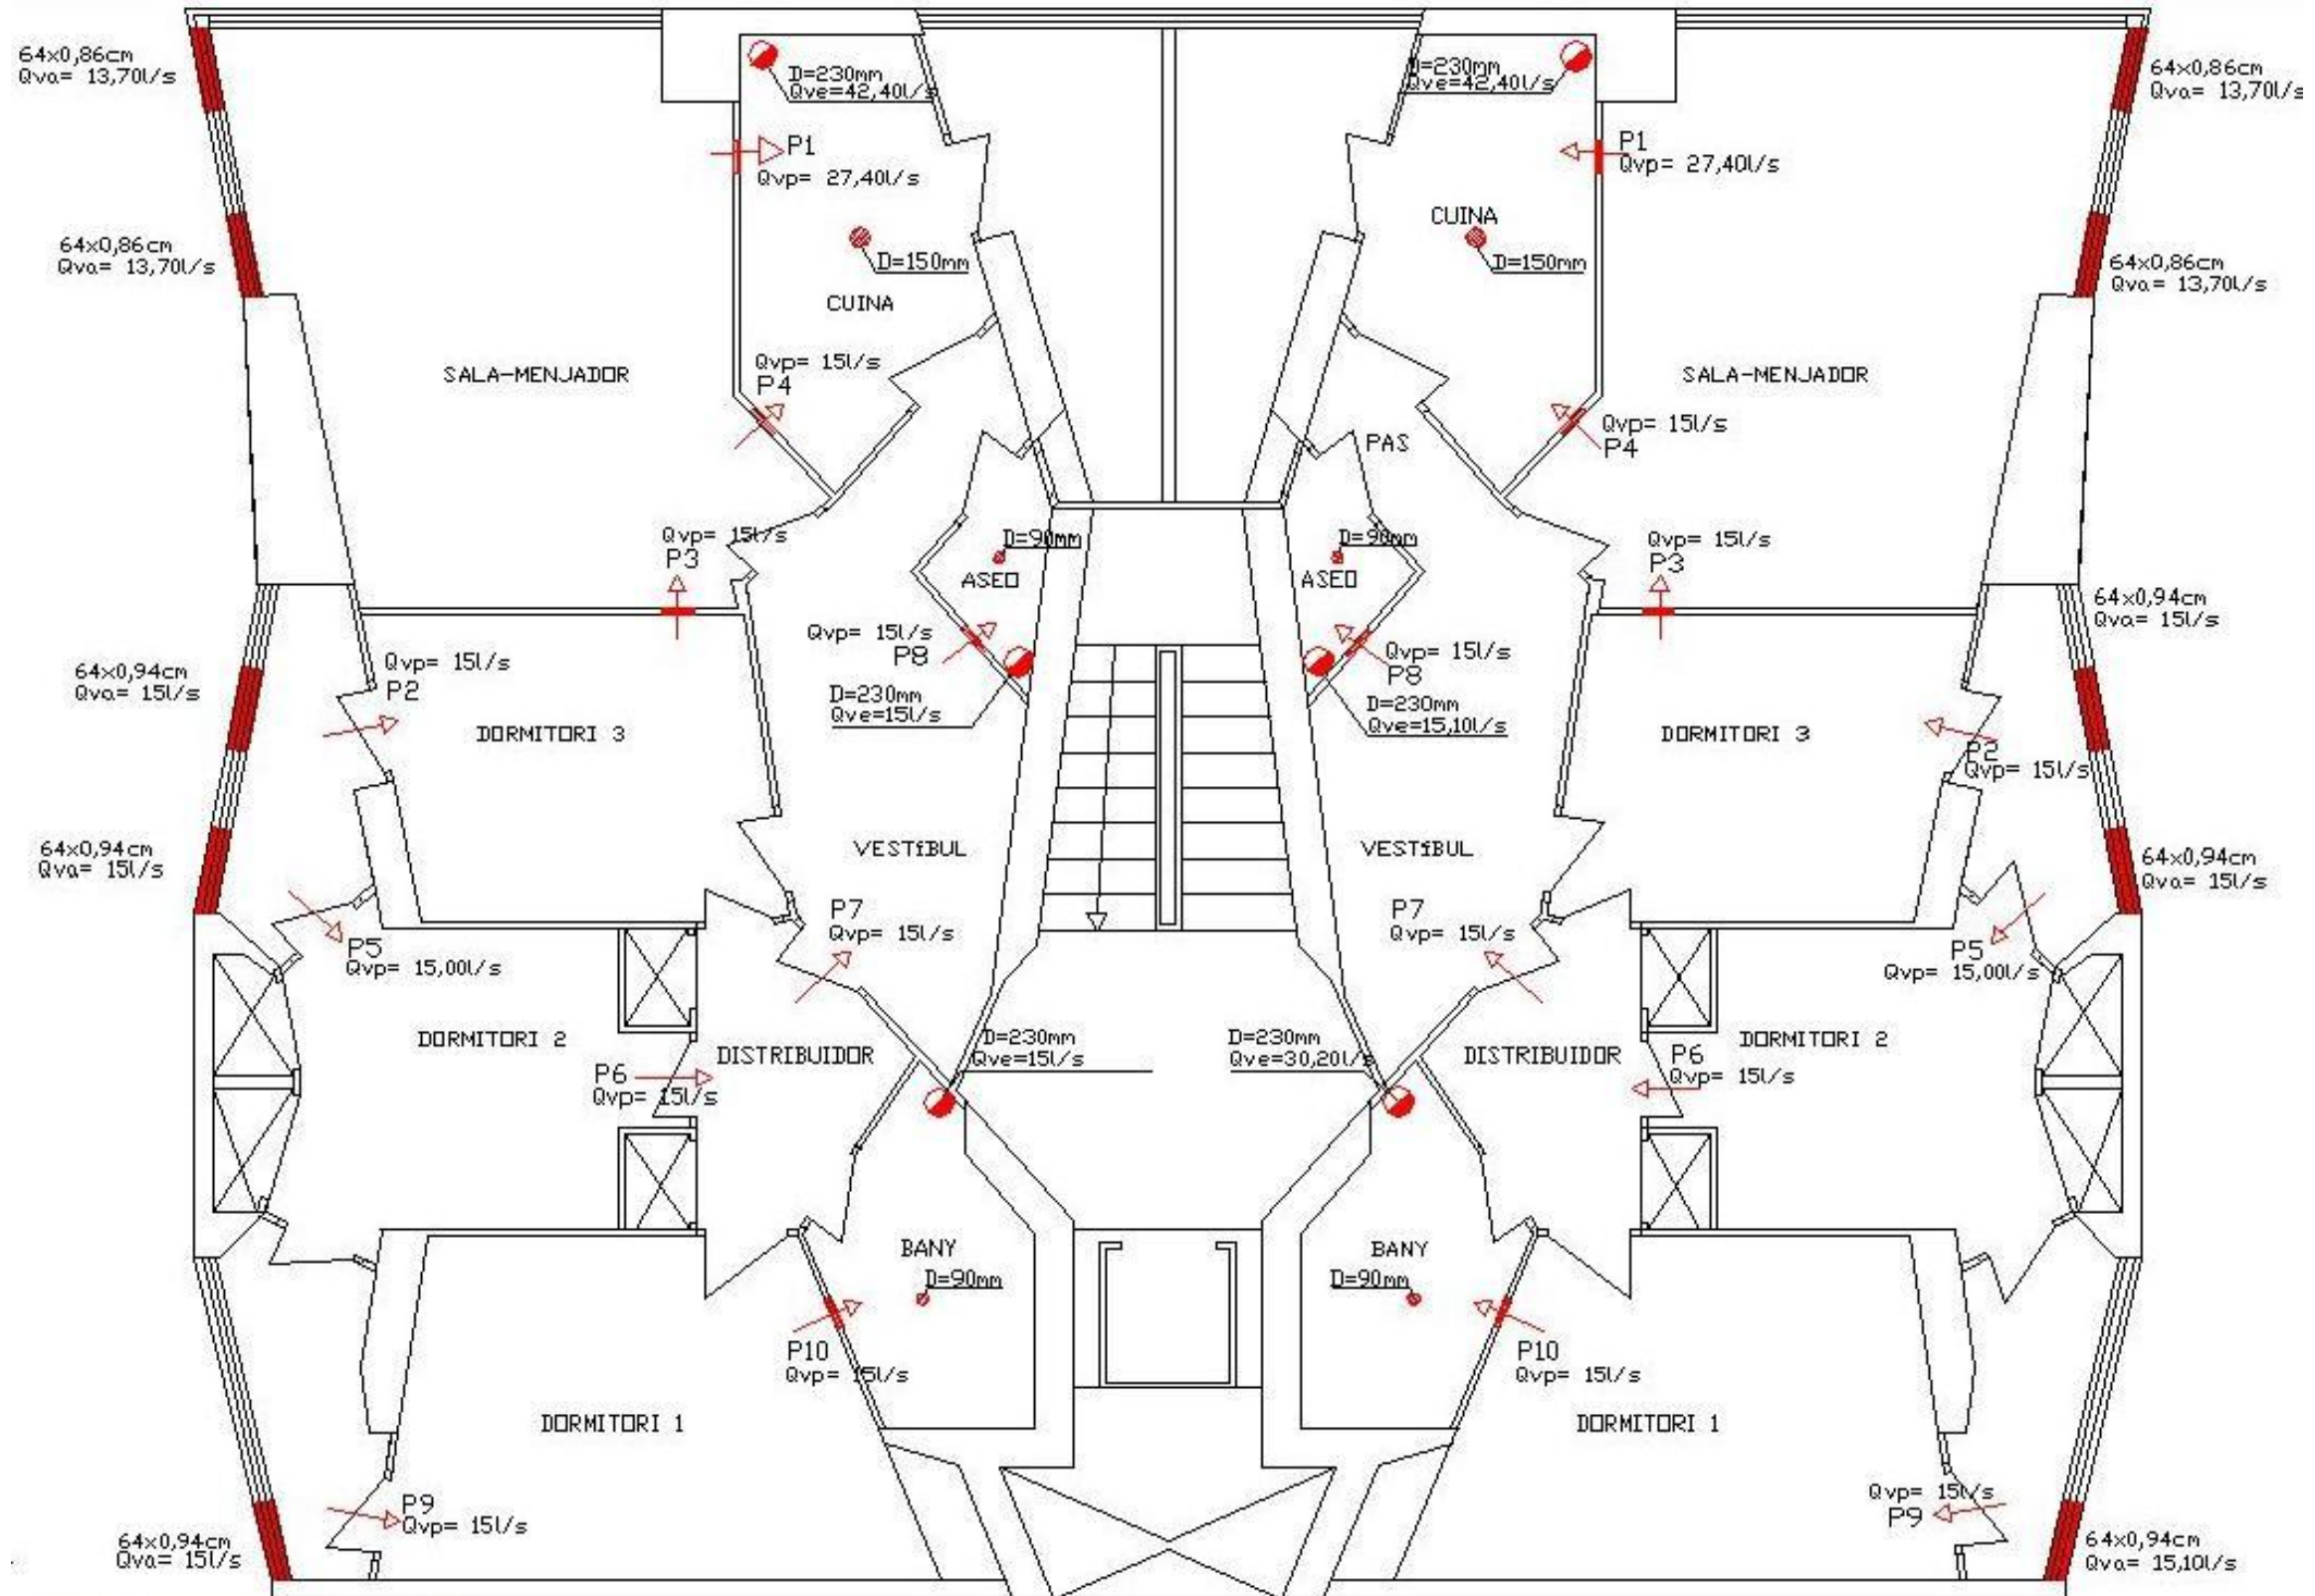 64x0,86cm
Qva= 13,70l/s
D=230mm
Qve=42,40l/s
D=230mm
Qve=42,40l/s
64x0,86cm
Qva= 13,70l/s
P1
Qvp= 27,40l/s
P1
Qvp= 27,40l/s
64x0,86cm
Qva= 13,70l/s
D=150mm
CUINA
CUINA
D=150mm
64x0,86cm
Qva= 13,70l/s
SALA-MENJADOR
Qvp= 15l/s
P4
SALA-MENJADOR
Qvp= 15l/s
P4
PAS
Qvp= 15l/s
P3
D=90mm
ASEO
D=90mm
ASEO
Qvp= 15l/s
P3
64x0,94cm
Qva= 15l/s
64x0,94cm
Qva= 15l/s
Qvp= 15l/s
P2
Qvp= 15l/s
P8
D=230mm
Qve=15l/s
Qvp= 15l/s
P8
D=230mm
Qve=15,10l/s
DORMITORI 3
DORMITORI 3
P2
Qvp= 15l/s
64x0,94cm
Qva= 15l/s
VESTíBUL
VESTíBUL
64x0,94cm
Qva= 15l/s
P5
Qvp= 15,00l/s
P7
Qvp= 15l/s
P7
Qvp= 15l/s
P5
Qvp= 15,00l/s
DORMITORI 2
P6
Qvp= 15l/s
DISTRIBUIDOR
D=230mm
Qve=15l/s
D=230mm
Qve=30,20l/s
DISTRIBUIDOR
P6
Qvp= 15l/s
DORMITORI 2
BANY
D=90mm
BANY
D=90mm
P10
Qvp= 15l/s
P10
Qvp= 15l/s
DORMITORI 1
DORMITORI 1
P9
Qvp= 15l/s
Qvp= 15l/s
P9
64x0,94cm
Qva= 15l/s
64x0,94cm
Qva= 15,10l/s